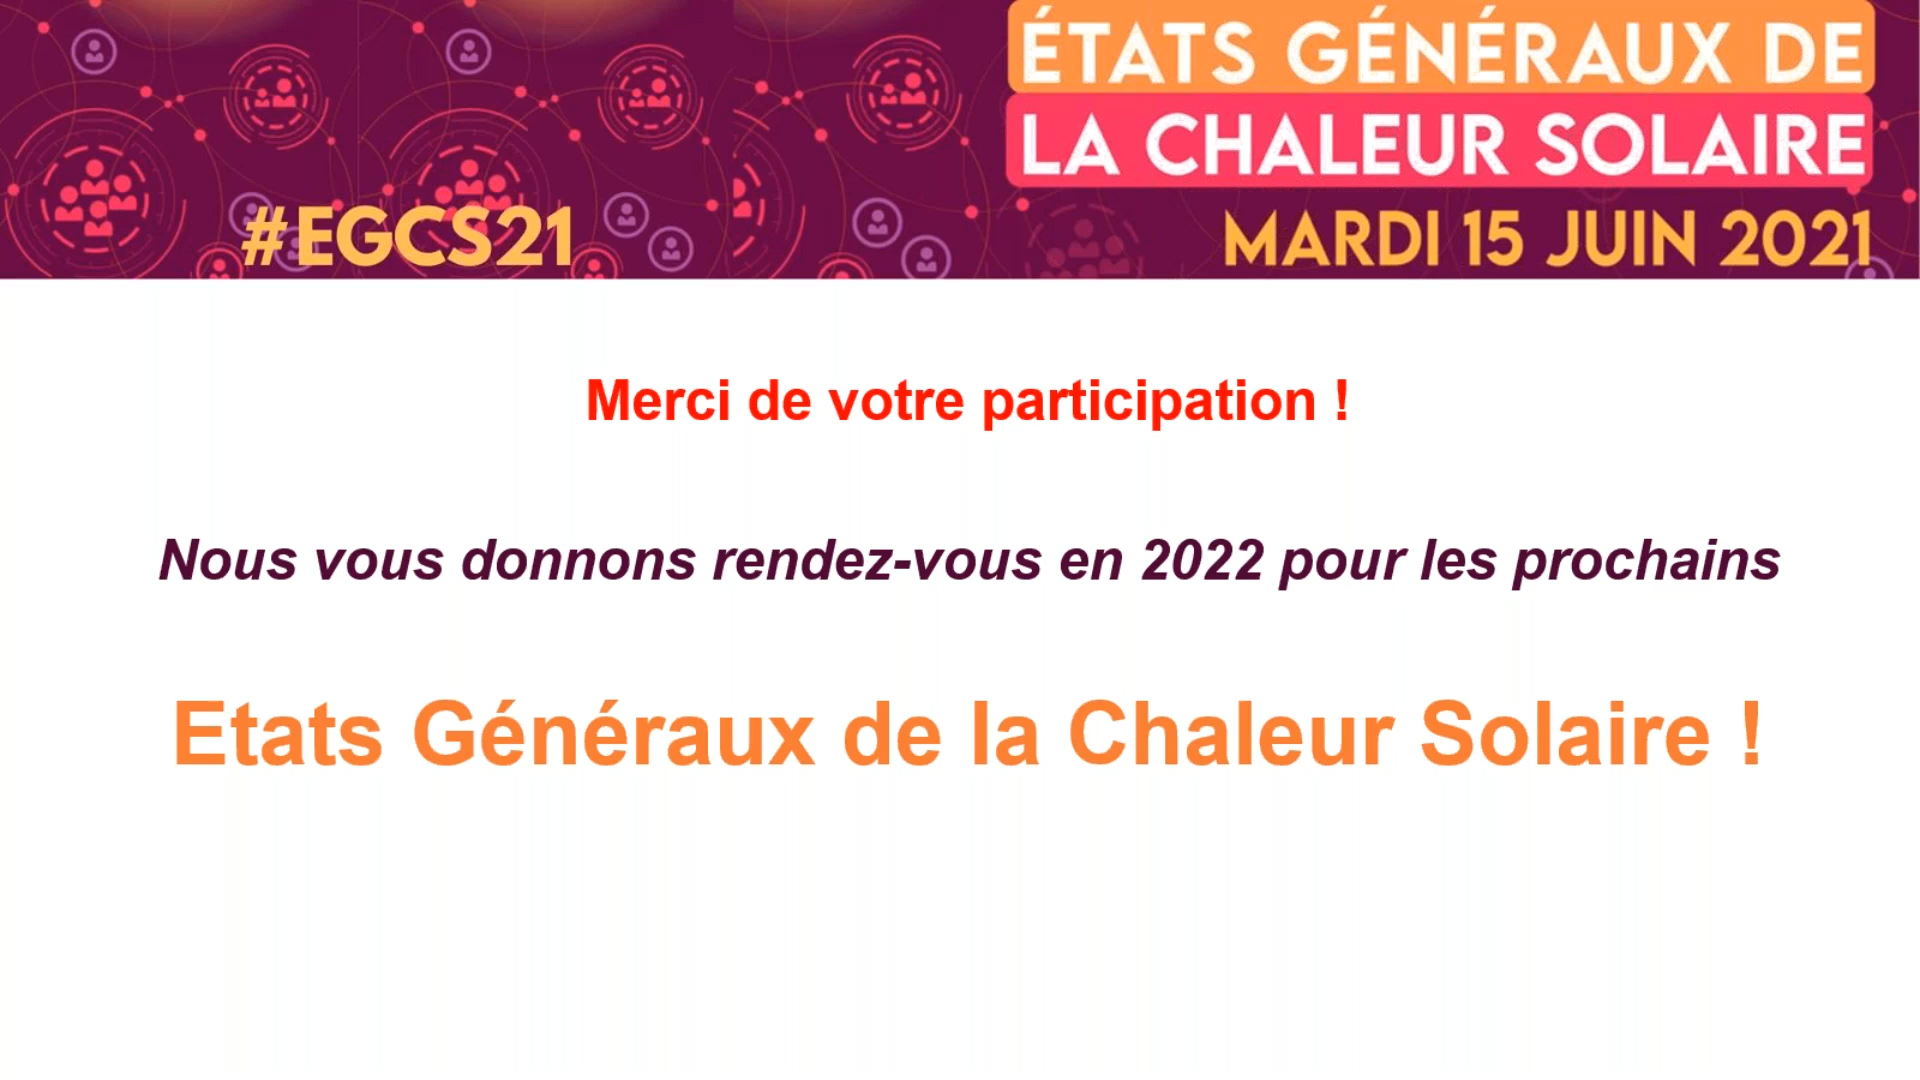 ÉTATS GÉNÉRAUX DE
LA CHALEUR SOLAIRE
#EGCS21
MARDI 15 JUIN 2021
Merci de votre participation !
Nous vous donnons rendez-vous en 2022 pour les prochains
Etats Généraux de la Chaleur Solaire !